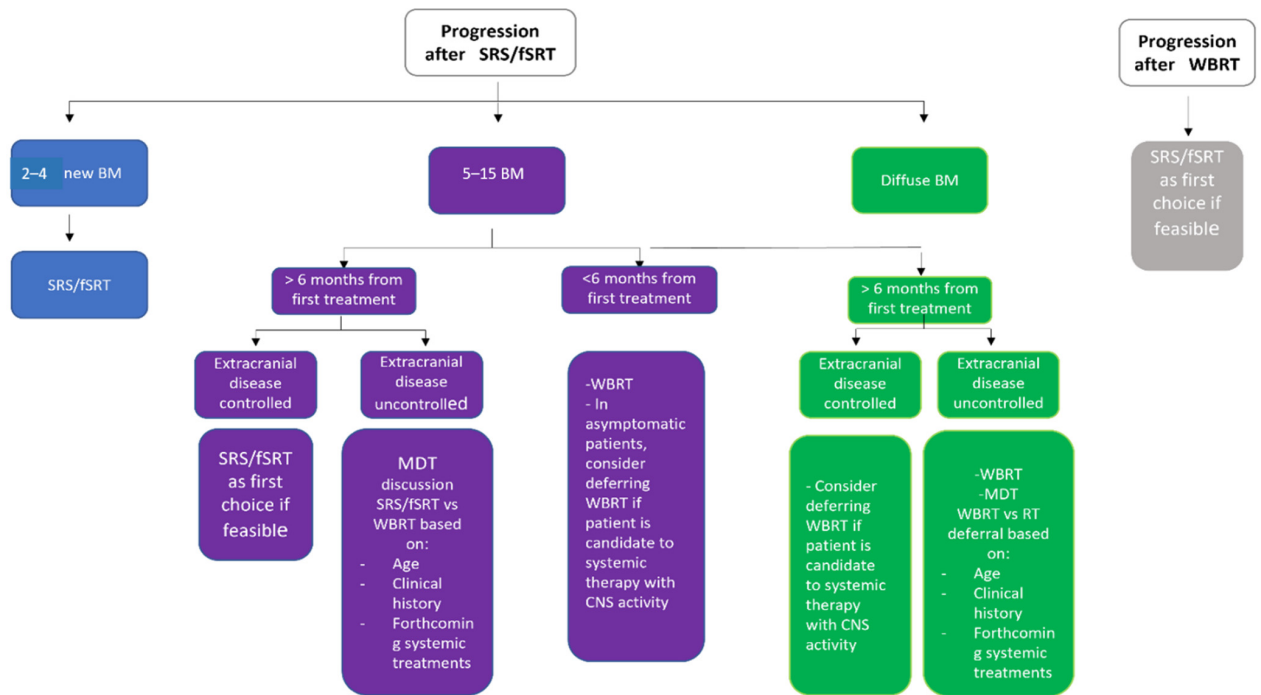 Progression
after SRS/fSRT
Progression
after WBRT
2–4 new BM
5–15 BM
Diffuse BM
SRS/fSRT
as first
choice if
feasible
SRS/fSRT
> 6 months from
first treatment
<6 months from
first treatment
> 6 months from
first treatment
Extracranial
disease
controlled
Extracranial
disease
uncontrolled
SRS/fSRT
as first
choice if
feasible
MDT
discussion
SRS/fSRT vs
WBRT based
on:
- Age
- Clinical
history
- Forthcomin
g systemic
treatments
-WBRT
- In
asymptomatic
patients,
consider
deferring
WBRT if
patient is
candidate to
systemic
therapy with
CNS activity
Extracranial
disease
controlled
Extracranial
disease
uncontrolled
- Consider
deferring
WBRT if
patient is
candidate
to systemic
therapy
with CNS
activity
-WBRT
-MDT
WBRT vs RT
deferral based
on:
- Age
- Clinical
history
- Forthcomin
g systemic
treatments